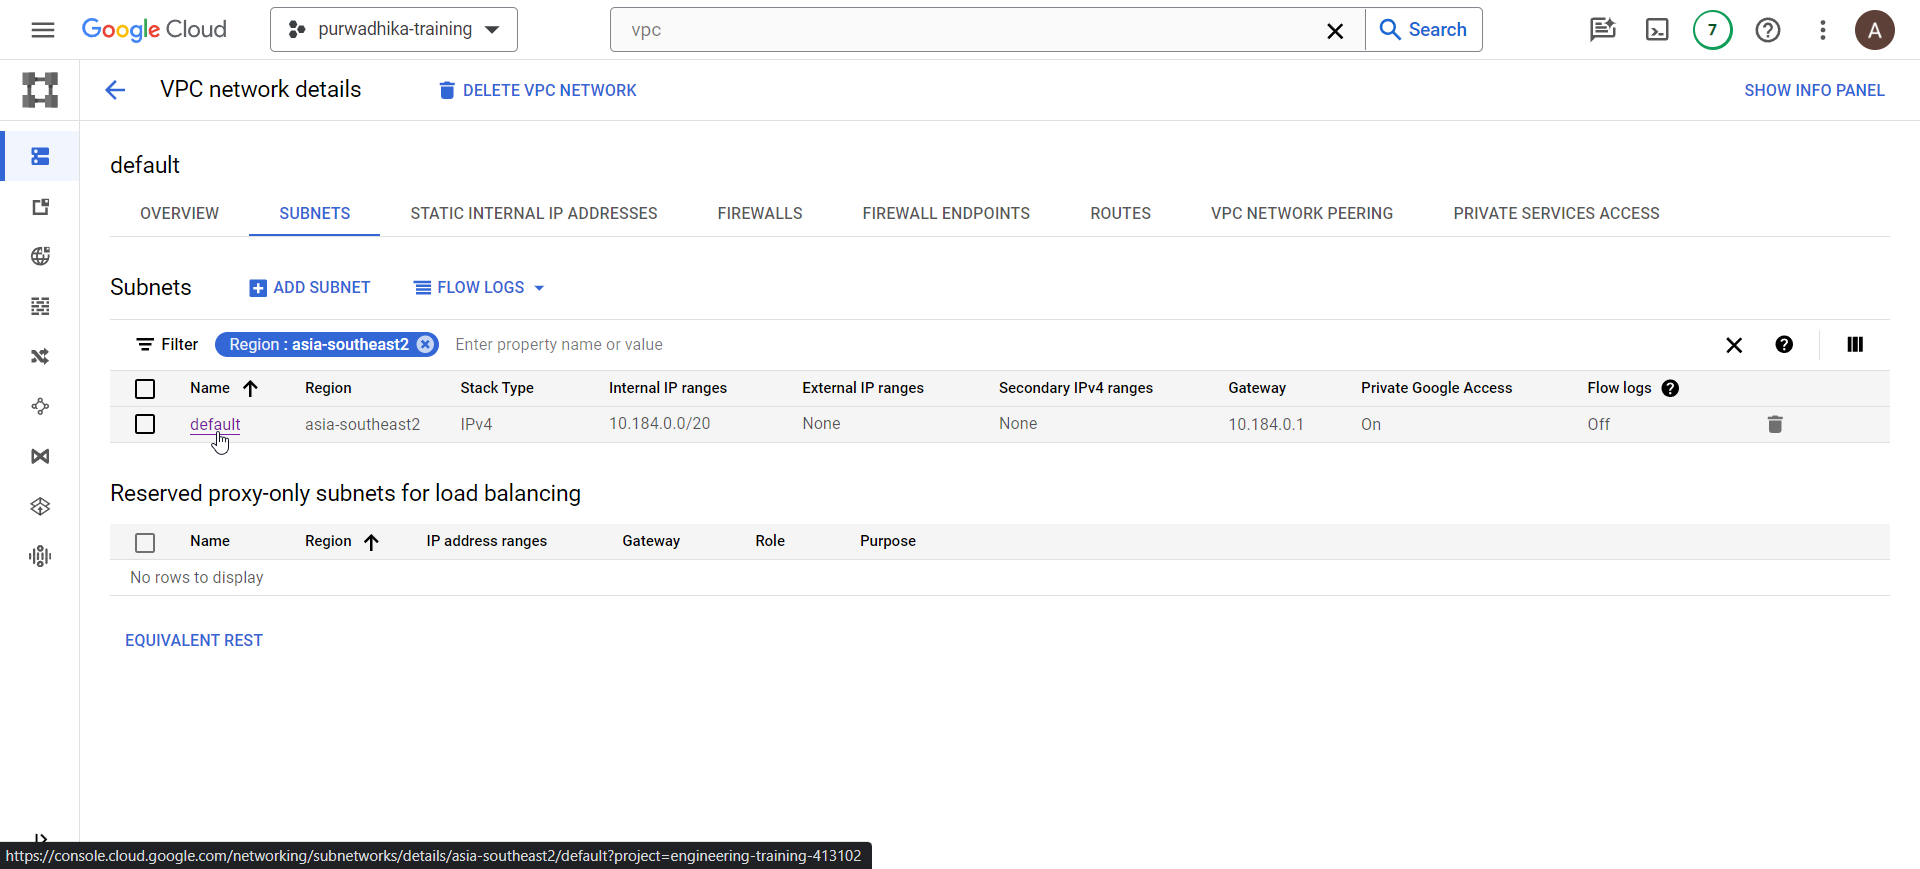 Google Cloud
purwadhika-training
vpc
Search
7
A
VPC network details
DELETE VPC NETWORK
SHOW INFO PANEL
default
OVERVIEW SUBNETS STATIC INTERNAL IP ADDRESSES FIREWALLS FIREWALL ENDPOINTS ROUTES VPC NETWORK PEERING PRIVATE SERVICES ACCESS
Subnets ADD SUBNET FLOW LOGS
Filter Region : asia-southeast2 Enter property name or value
Name Region Stack Type Internal IP ranges External IP ranges Secondary IPv4 ranges Gateway Private Google Access Flow logs
default asia-southeast2 IPv4 10.184.0.0/20 None None 10.184.0.1 On Off
Reserved proxy-only subnets for load balancing
Name Region IP address ranges Gateway Role Purpose
No rows to display
EQUIVALENT REST
https://console.cloud.google.com/networking/subnetworks/details/asia-southeast2/default?project=engineering-training-413102